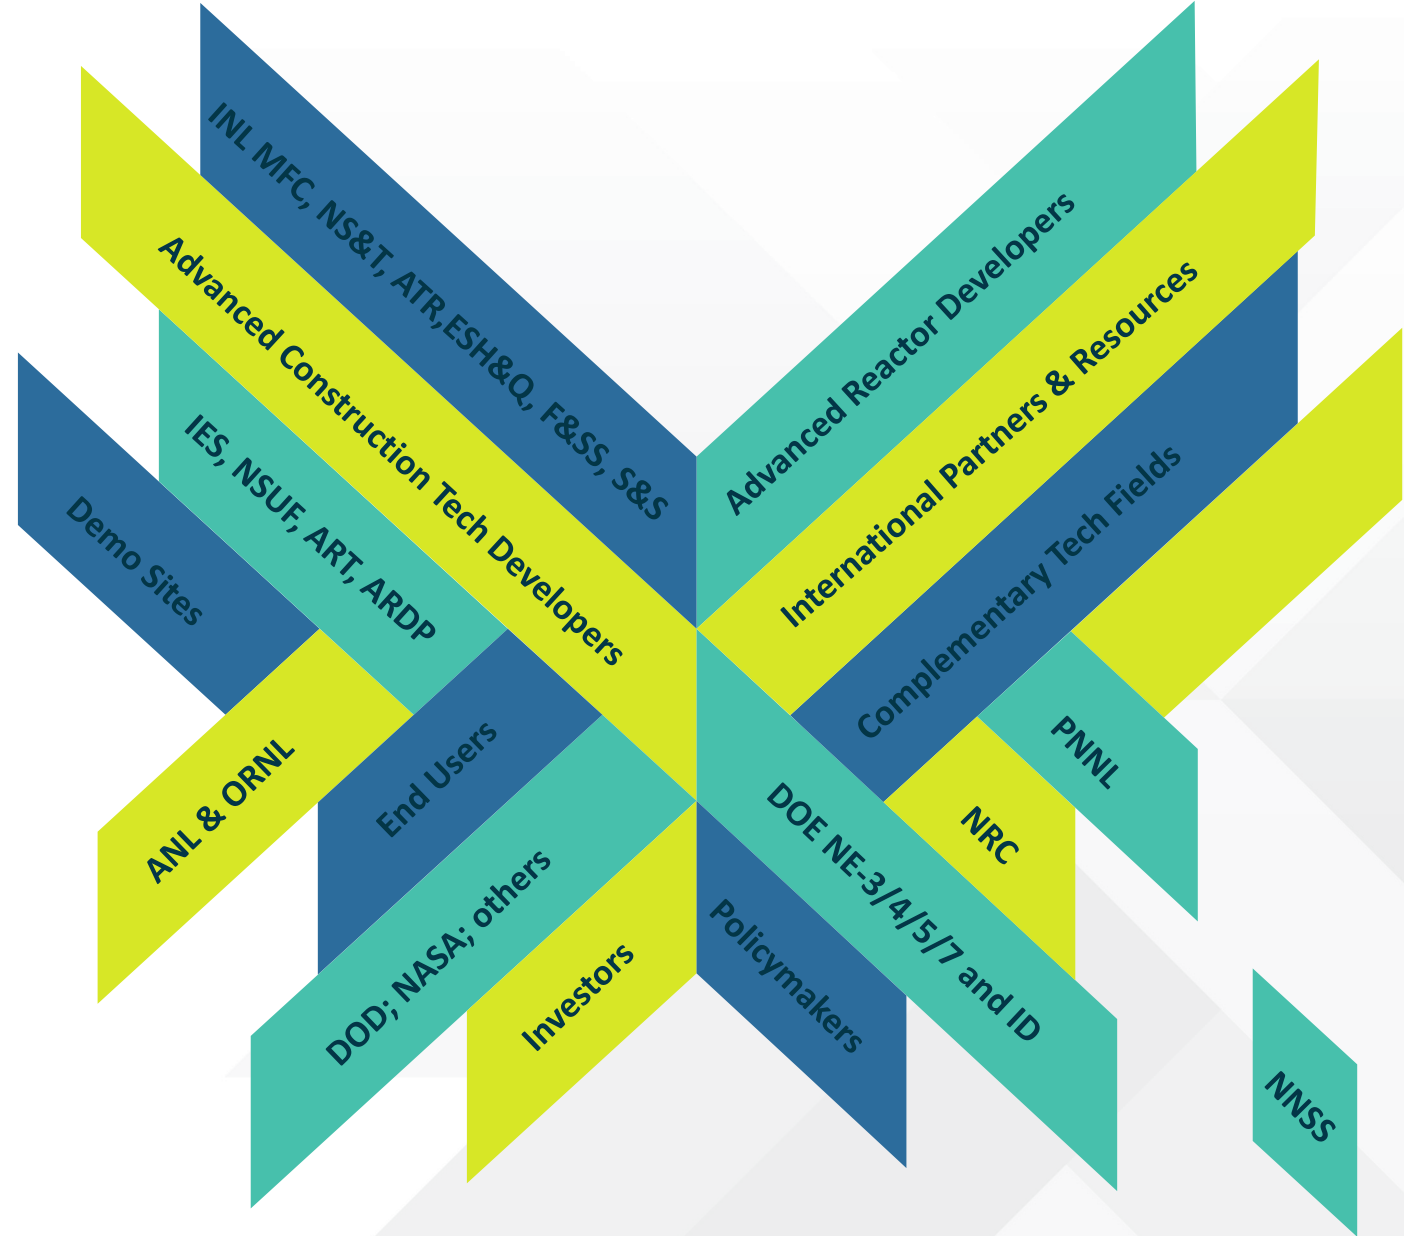 INL MFC, NS&T, ATR,ESH&Q, F&SS, S&S
Advanced Construction Tech Developers
IES, NSUF, ART, ARDP
Demo Sites
Advanced Reactor Developers
International Partners & Resources
Complementary Tech Fields
ANL & ORNL
End Users
DOD; NASA; others
Investors
Policymakers
DOE NE-3/4/5/7 and ID
NRC
PNNL
NNSS